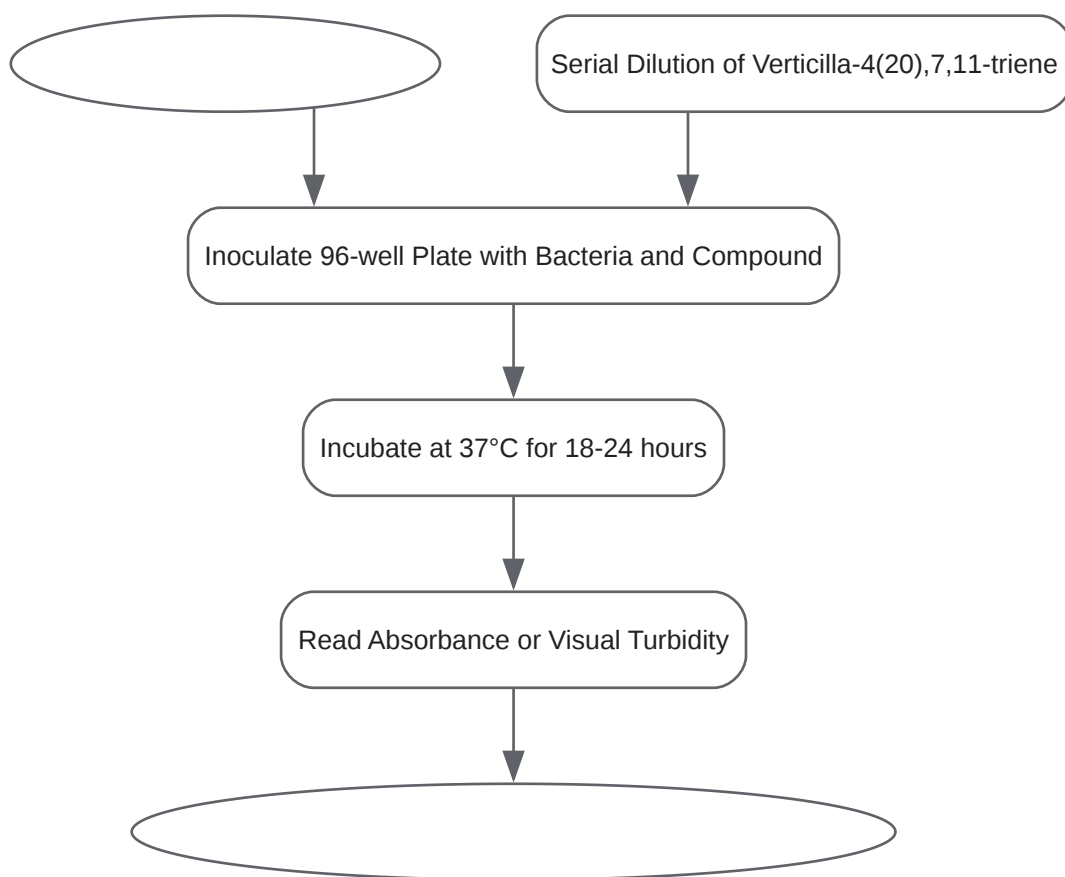 Serial Dilution of Verticilla-4(20),7,11-triene
Inoculate 96-well Plate with Bacteria and Compound
Incubate at 37°C for 18-24 hours
Read Absorbance or Visual Turbidity